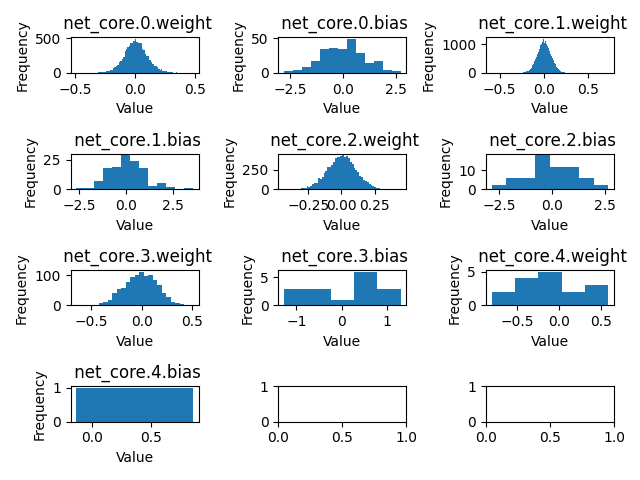 net_core.0.weight
net_core.0.bias
net_core.1.weight
Frequency
500
0
−0.5
0.0
0.5
Value
Frequency
50
0
−2.5
0.0
2.5
Value
Frequency
1000
0
−0.5
0.0
0.5
Value
net_core.1.bias
net_core.2.weight
net_core.2.bias
Frequency
25
0
−2.5
0.0
2.5
Value
Frequency
250
0
−0.25
0.00
0.25
Value
Frequency
10
0
−2.5
0.0
2.5
Value
net_core.3.weight
net_core.3.bias
net_core.4.weight
Frequency
100
0
−0.5
0.0
0.5
Value
Frequency
5
0
−1
0
1
Value
Frequency
5
0
−0.5
0.0
0.5
Value
net_core.4.bias
Frequency
1
0
0.0
0.5
Value
1
0
0.0
0.5
1.0
1
0
0.0
0.5
1.0